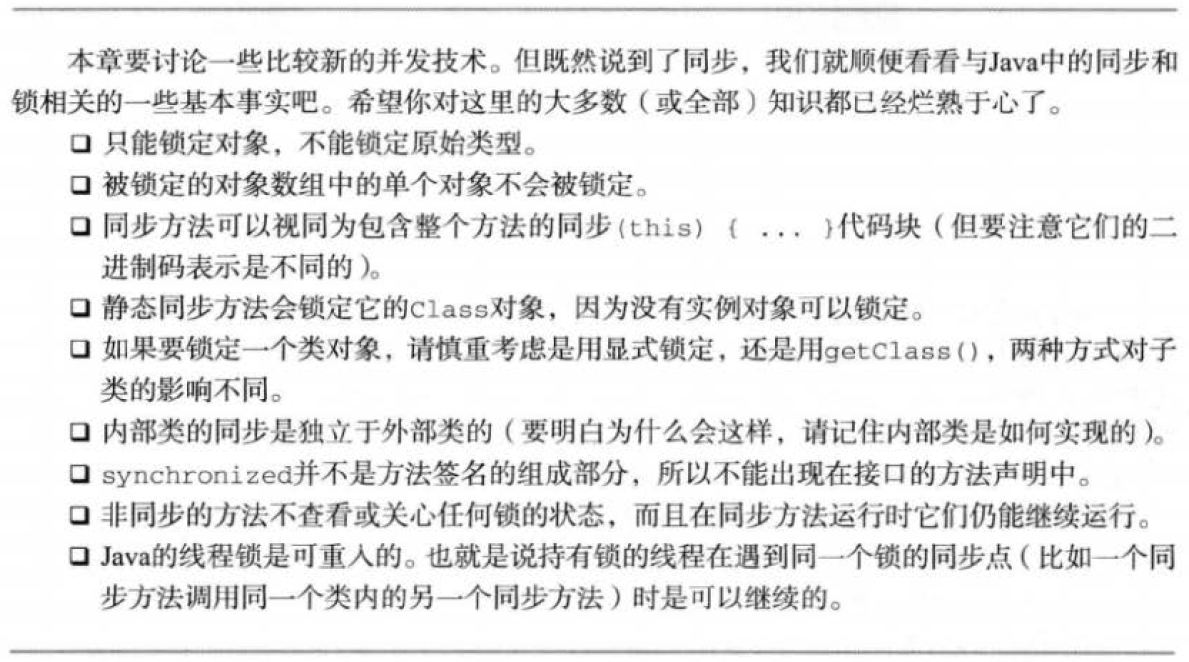 本章要讨论一些比较新的并发技术。但既然说到了同步，我们就顺便看看与Java中的同步和
锁相关的一些基本事实吧。希望你对这里的大多数（或全部）知识都已经烂熟于心了。
❑ 只能锁定对象，不能锁定原始类型。
❑ 被锁定的对象数组中的单个对象不会被锁定。
❑ 同步方法可以视同为包含整个方法的同步(this) { ... }代码块（但要注意它们的二
进制码表示是不同的）。
❑ 静态同步方法会锁定它的Class对象，因为没有实例对象可以锁定。
❑ 如果要锁定一个类对象，请慎重考虑是用显式锁定，还是用getClass()，两种方式对子
类的影响不同。
❑ 内部类的同步是独立于外部类的（要明白为什么会这样，请记住内部类是如何实现的）。
❑ synchronized并不是方法签名的组成部分，所以不能出现在接口的方法声明中。
❑ 非同步的方法不查看或关心任何锁的状态，而且在同步方法运行时它们仍能继续运行。
❑ Java的线程锁是可重入的。也就是说持有锁的线程在遇到同一个锁的同步点（比如一个同
步方法调用同一个类内的另一个同步方法）时是可以继续的。